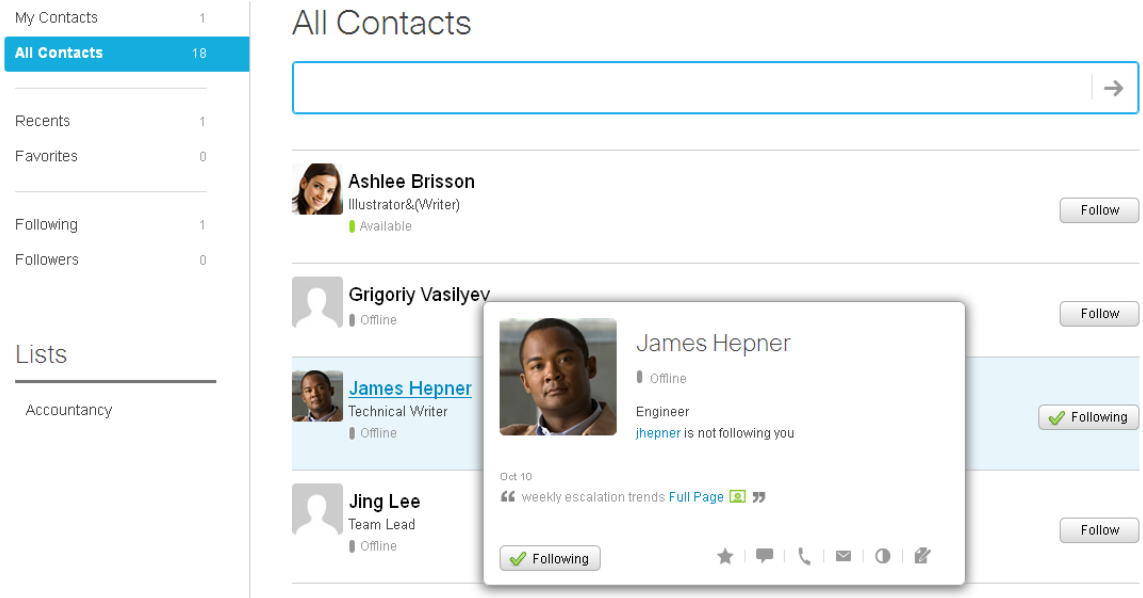 My Contacts 1
All Contacts 18
Recents 1
Favorites 0
Following 1
Followers 0
Lists
Accountancy
All Contacts
Ashlee Brisson
Illustrator&(Writer)
Available
Follow
Grigoriy Vasilyev
Offline
Follow
James Hepner
Technical Writer
Offline
Following
Jing Lee
Team Lead
Offline
Follow
James Hepner
Offline
Engineer
jhepner is not following you
Oct 10
“ weekly escalation trends Full Page ”
Following